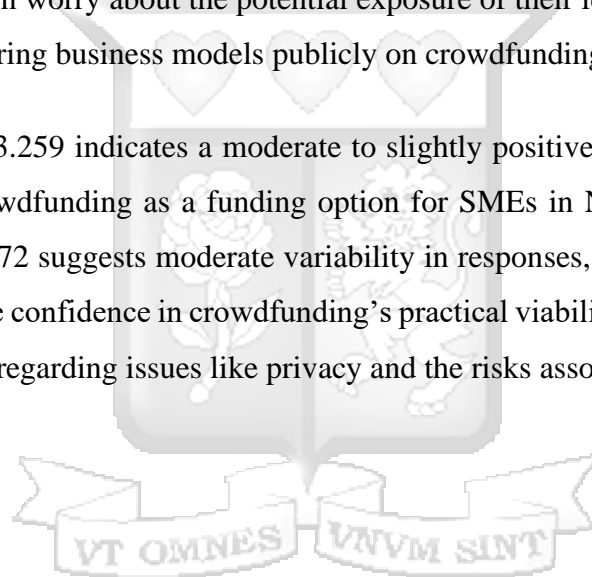 worry about the potential exposure of their
ring business models publicly on crowdfunding
3.259 indicates a moderate to slightly positive
wdfunding as a funding option for SMEs in N
72 suggests moderate variability in responses,
e confidence in crowdfunding's practical viabili
regarding issues like privacy and the risks asso
VT OMNES VNVM SINT